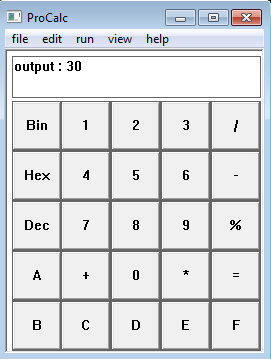 ProCalc
file edit run view help
output : 30
Bin 1 2 3 /
Hex 4 5 6 -
Dec 7 8 9 %
A + 0 * =
B C D E F